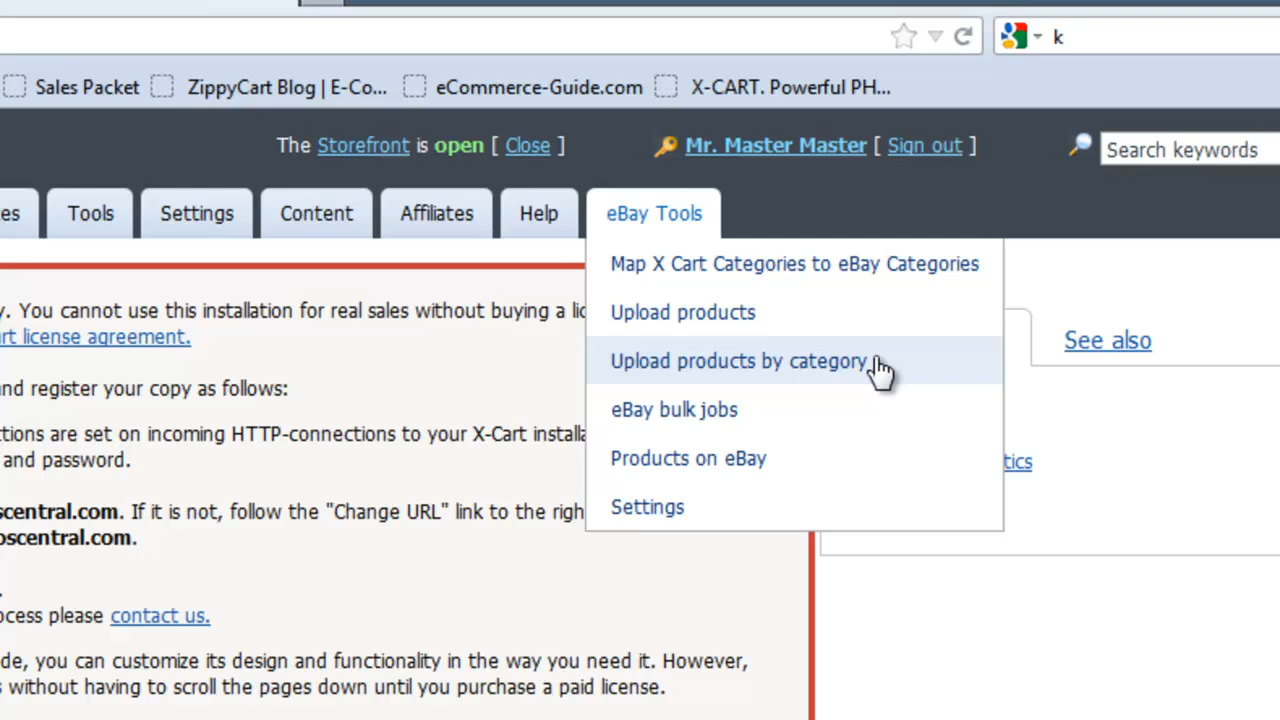 k
Sales Packet ZippyCart Blog | E-Co... eCommerce-Guide.com X-CART. Powerful PH...
The Storefront is open [ Close ] Mr. Master Master [ Sign out ] Search keywords
es Tools Settings Content Affiliates Help eBay Tools
Map X Cart Categories to eBay Categories
Upload products
Upload products by category
eBay bulk jobs
Products on eBay
Settings
y. You cannot use this installation for real sales without buying a lic
rt license agreement.
See also
and register your copy as follows:
ctions are set on incoming HTTP-connections to your X-Cart installa
and password.
tics
scentral.com. If it is not, follow the "Change URL" link to the righ
oscentral.com.
.
ocess please contact us.
de, you can customize its design and functionality in the way you need it. However,
s without having to scroll the pages down until you purchase a paid license.